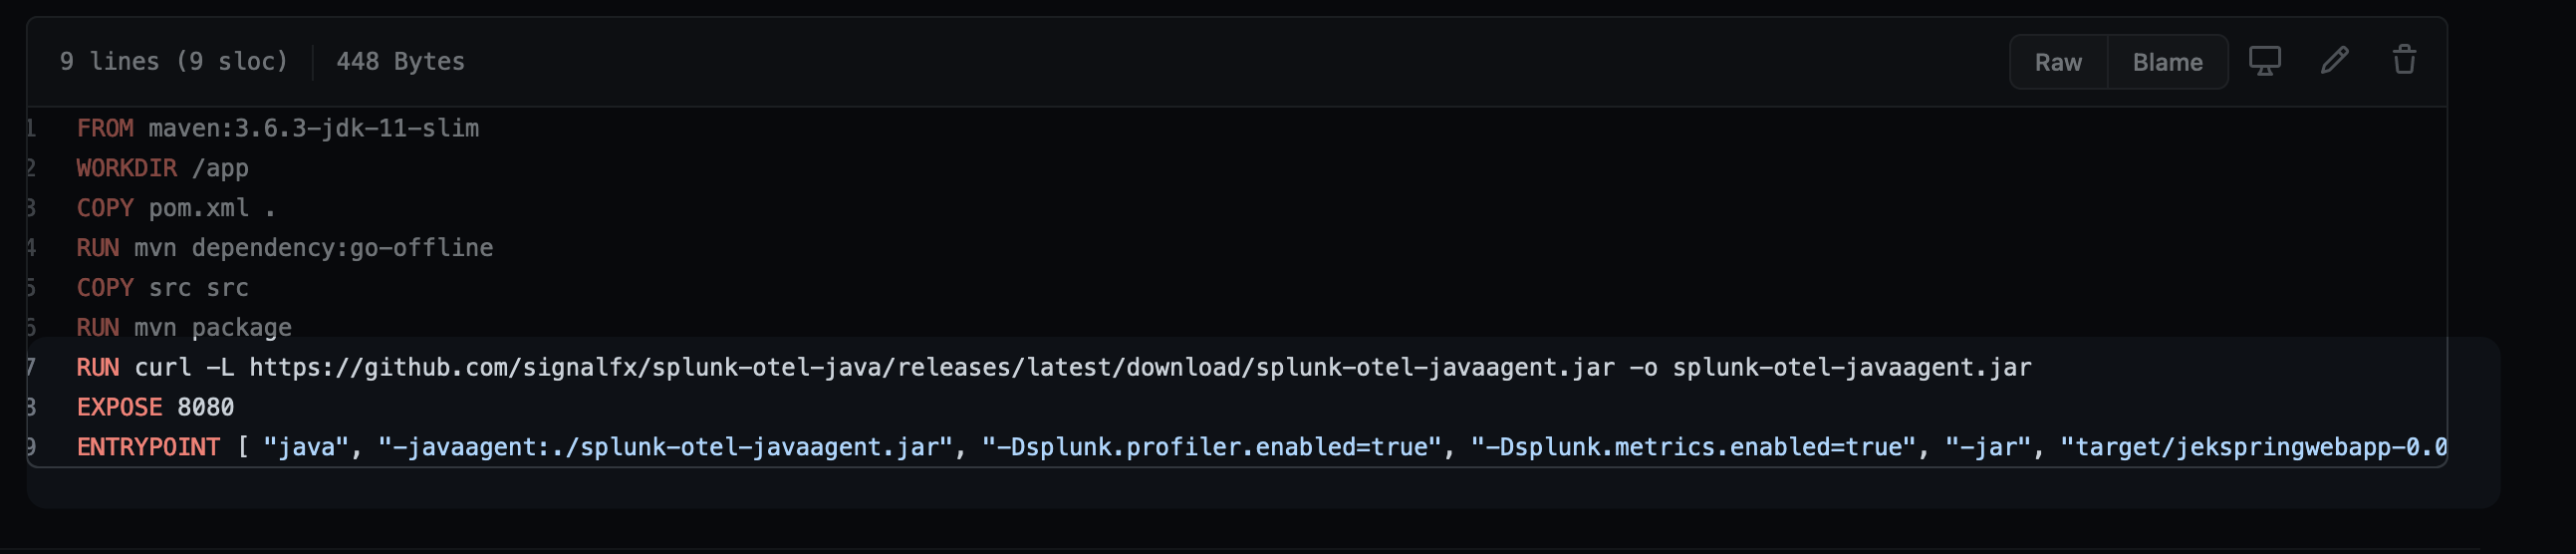 9 lines (9 sloc) 448 Bytes Raw Blame
1 FROM maven:3.6.3-jdk-11-slim
2 WORKDIR /app
3 COPY pom.xml .
4 RUN mvn dependency:go-offline
5 COPY src src
6 RUN mvn package
7 RUN curl -L https://github.com/signalfx/splunk-otel-java/releases/latest/download/splunk-otel-javaagent.jar -o splunk-otel-javaagent.jar
8 EXPOSE 8080
9 ENTRYPOINT [ "java", "-javaagent:./splunk-otel-javaagent.jar", "-Dsplunk.profiler.enabled=true", "-Dsplunk.metrics.enabled=true", "-jar", "target/jekspringwebapp-0.0